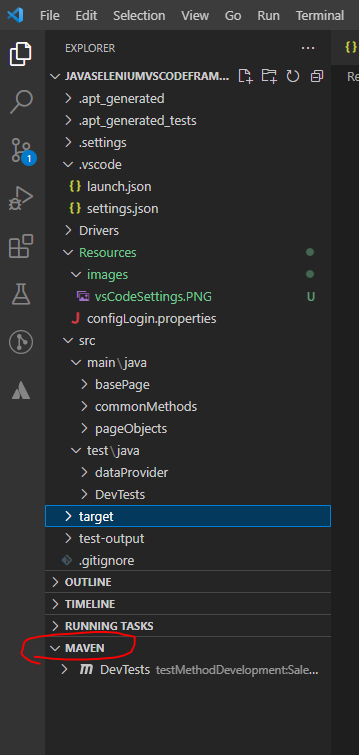 File Edit Selection View Go Run Terminal
EXPLORER ···
JAVASELENIUMVSCODEFRAM...
Re
.apt_generated
.apt_generated_tests
.settings
1
.vscode
{} launch.json
{} settings.json
Drivers
Resources
images
vsCodeSettings.PNG U
J configLogin.properties
src
main\java
basePage
commonMethods
pageObjects
test\java
dataProvider
DevTests
target
test-output
.gitignore
OUTLINE
TIMELINE
RUNNING TASKS
MAVEN
m DevTests testMethodDevelopment:Sale...